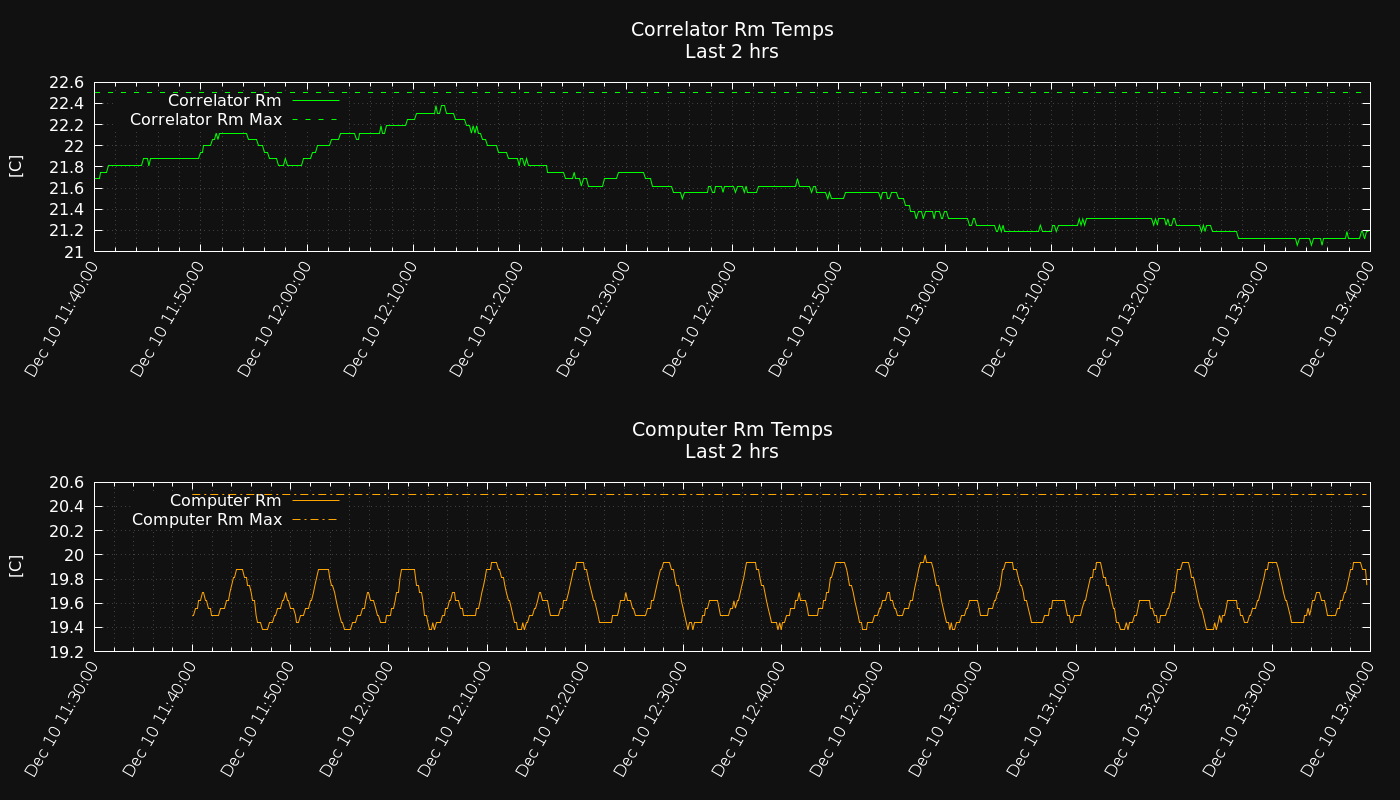 Correlator Rm Temps
Last 2 hrs
22.6
22.4
22.2
22
21.8
21.6
21.4
21.2
21
[C]
Correlator Rm
Correlator Rm Max
Dec 10 11:40:00
Dec 10 11:50:00
Dec 10 12:00:00
Dec 10 12:10:00
Dec 10 12:20:00
Dec 10 12:30:00
Dec 10 12:40:00
Dec 10 12:50:00
Dec 10 13:00:00
Dec 10 13:10:00
Dec 10 13:20:00
Dec 10 13:30:00
Dec 10 13:40:00
Computer Rm Temps
Last 2 hrs
20.6
20.4
20.2
20
19.8
19.6
19.4
19.2
[C]
Computer Rm
Computer Rm Max
Dec 10 11:30:00
Dec 10 11:40:00
Dec 10 11:50:00
Dec 10 12:00:00
Dec 10 12:10:00
Dec 10 12:20:00
Dec 10 12:30:00
Dec 10 12:40:00
Dec 10 12:50:00
Dec 10 13:00:00
Dec 10 13:10:00
Dec 10 13:20:00
Dec 10 13:30:00
Dec 10 13:40:00